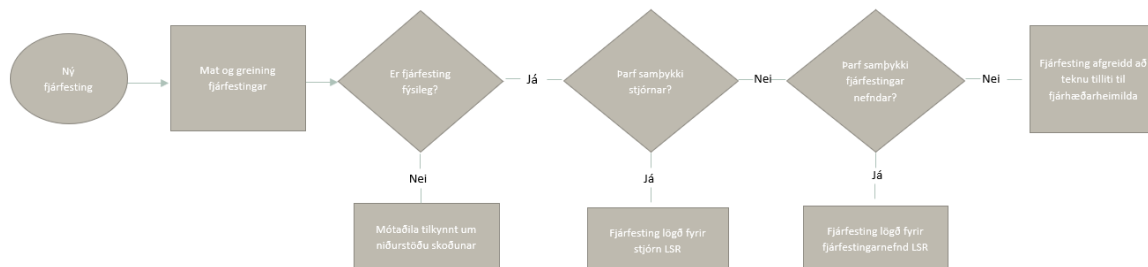 Ný
fjárfesting
Mat og greining
fjárfestingar
Er fjárfesting
fýsileg?
Já
Þarf samþykki
stjórnar?
Nei
Þarf samþykki
fjárfestingar
nefndar?
Nei
Fjárfesting afgreidd að
teknu tilliti til
fjárhæðarheimilda
Nei
Já
Já
Mótaðila tilkynnt um
niðurstöðu skoðunar
Fjárfesting lögð fyrir
stjórn LSR
Fjárfesting lögð fyrir
fjárfestingarnefnd LSR